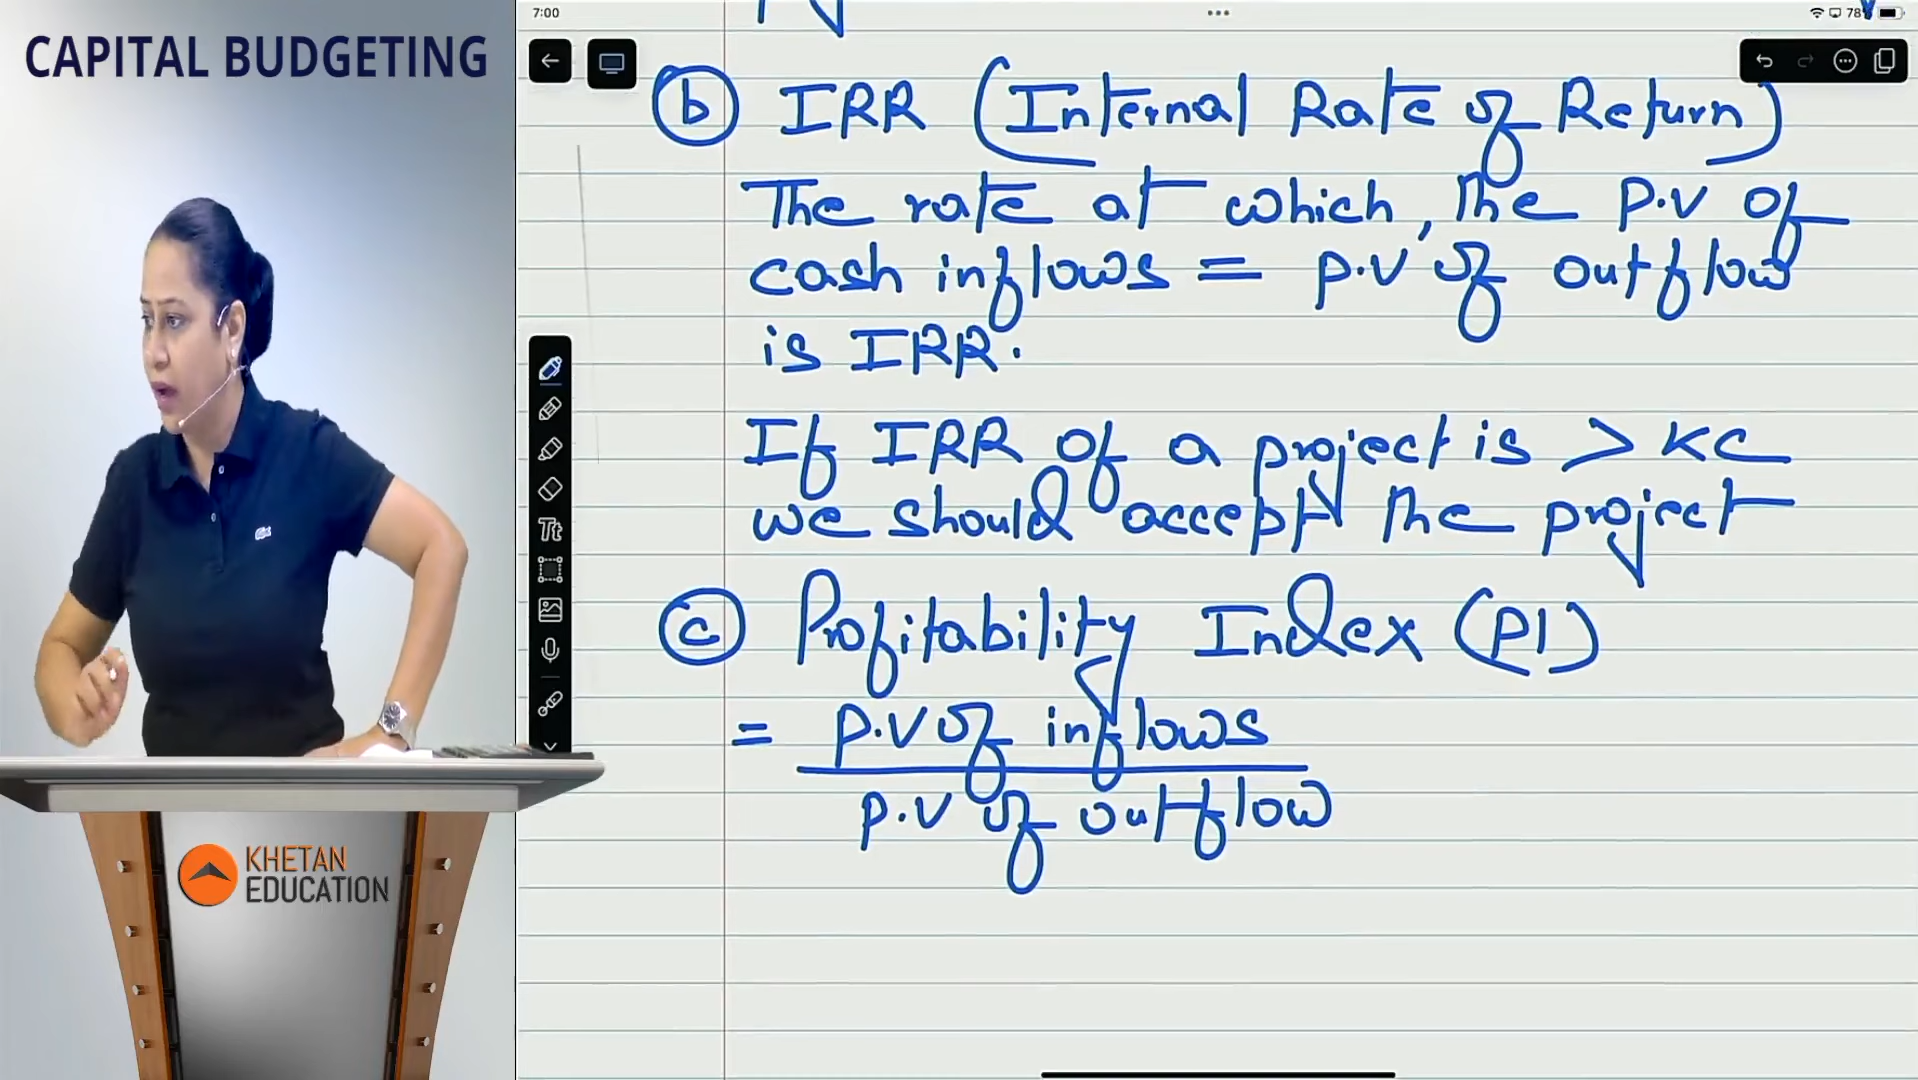 CAPITAL BUDGETING
7:00
78%
(b) IRR (Internal Rate of Return)
The rate at which, the P.V of
cash inflows = P.V of outflow
is IRR.
If IRR of a project is > KC
we should accept the project
(c) Profitability Index (PI)
= P.V of inflows
P.V of outflow
Tt
KHETAN
EDUCATION